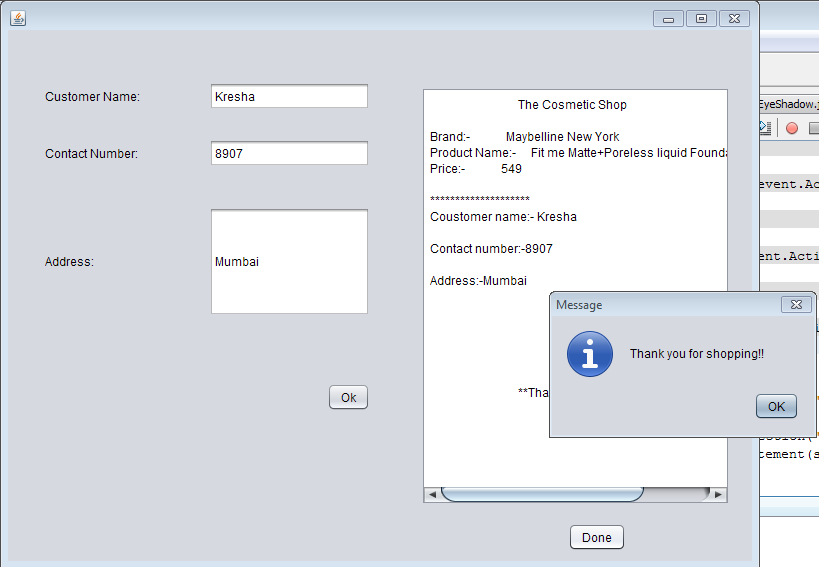 Customer Name:
Kresha
Contact Number:
8907
Address:
Mumbai
Ok
The Cosmetic Shop
Brand:- Maybelline New York
Product Name:- Fit me Matte+Poreless liquid Founda
Price:- 549
********************
Coustomer name:- Kresha
Contact number:-8907
Address:-Mumbai
**Tha
Done
Message
Thank you for shopping!!
OK
EyeShadow.j
event.Ac
ent.Acti
ection("
tement(s